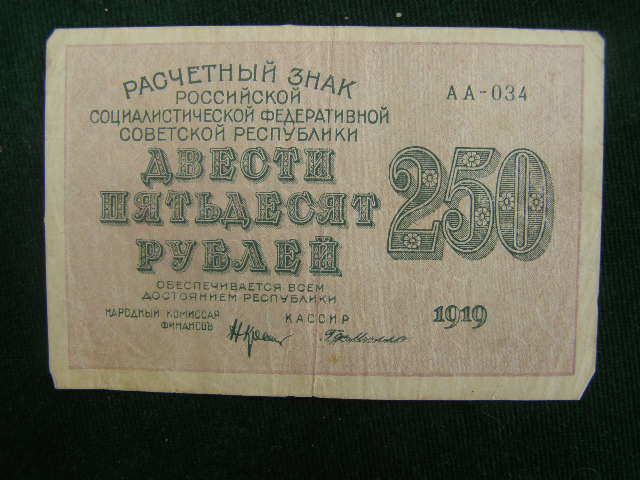 РАСЧЕТНЫЙ ЗНАК
РОССИЙСКОЙ
СОЦИАЛИСТИЧЕСКОЙ ФЕДЕРАТИВНОЙ
СОВЕТСКОЙ РЕСПУБЛИКИ
АА-034
ДВЕСТИ
ПЯТЬДЕСЯТ
РУБЛЕЙ
250
ОБЕСПЕЧИВАЕТСЯ ВСЕМ
ДОСТОЯНИЕМ РЕСПУБЛИКИ
НАРОДНЫЙ КОМИССАР
ФИНАНСОВЪ
КАССИР
1919